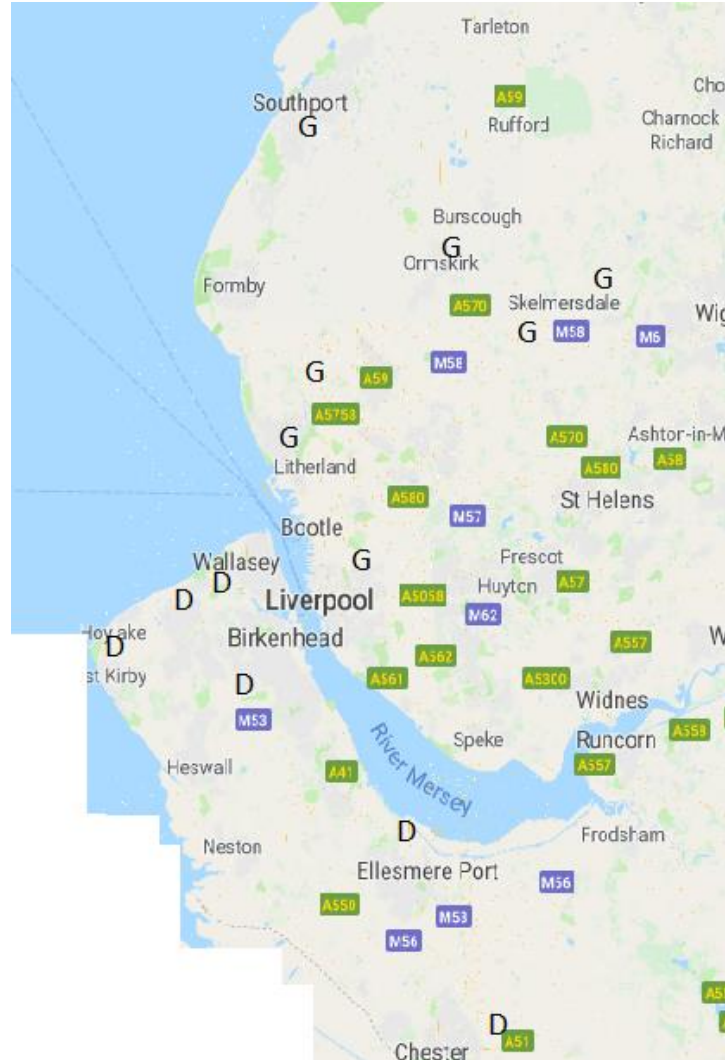 Tarleton
A59
Cho
Southport
G
Rufford
Charnock
Richard
Burscough
G
Ormskirk
G
Formby
A570
Skelmersdale
Wig
G
M58
M6
M58
G
A59
A5758
G
A570
Ashton-in-M
Litherland
A580
A58
A580
St Helens
M57
Bootle
Frescot
Wallasey
G
D
Huyton
A57
D
Liverpool
A5058
M62
Hoylake
D
Birkenhead
A557
W
A562
st Kirby
D
A561
A5300
Widnes
M53
A558
Speke
Runcorn
Heswall
A41
River Mersey
A557
D
Frodsham
Neston
Ellesmere Port
M56
A550
M53
M56
A5
D
A51
Chester